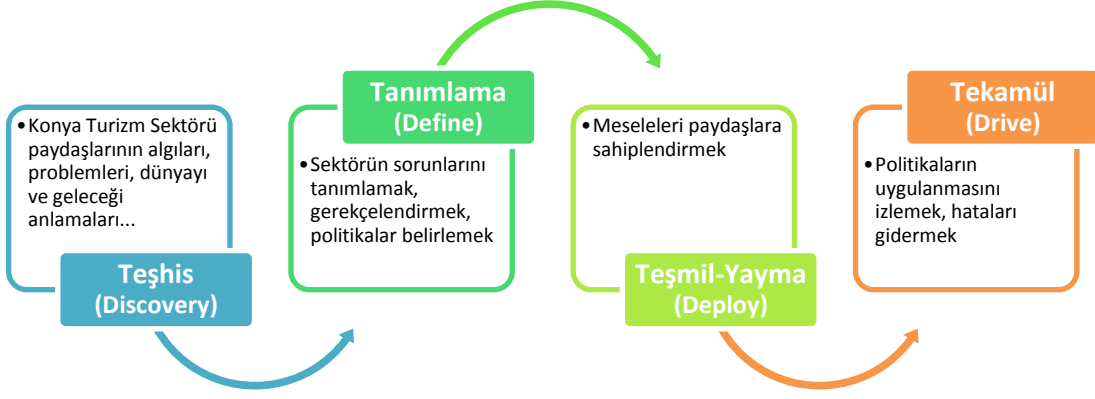 •Konya Turizm Sektörü
paydaşlarının algıları,
problemleri, dünyayı
ve geleceği
anlamaları...
Teşhis
(Discovery)
Tanımlama
(Define)
•Sektörün sorunlarını
tanımlamak,
gerekçelendirmek,
politikalar belirlemek
•Meseleleri paydaşlara
sahiplendirmek
Teşmil-Yayma
(Deploy)
Tekamül
(Drive)
•Politikaların
uygulanmasını
izlemek, hataları
gidermek